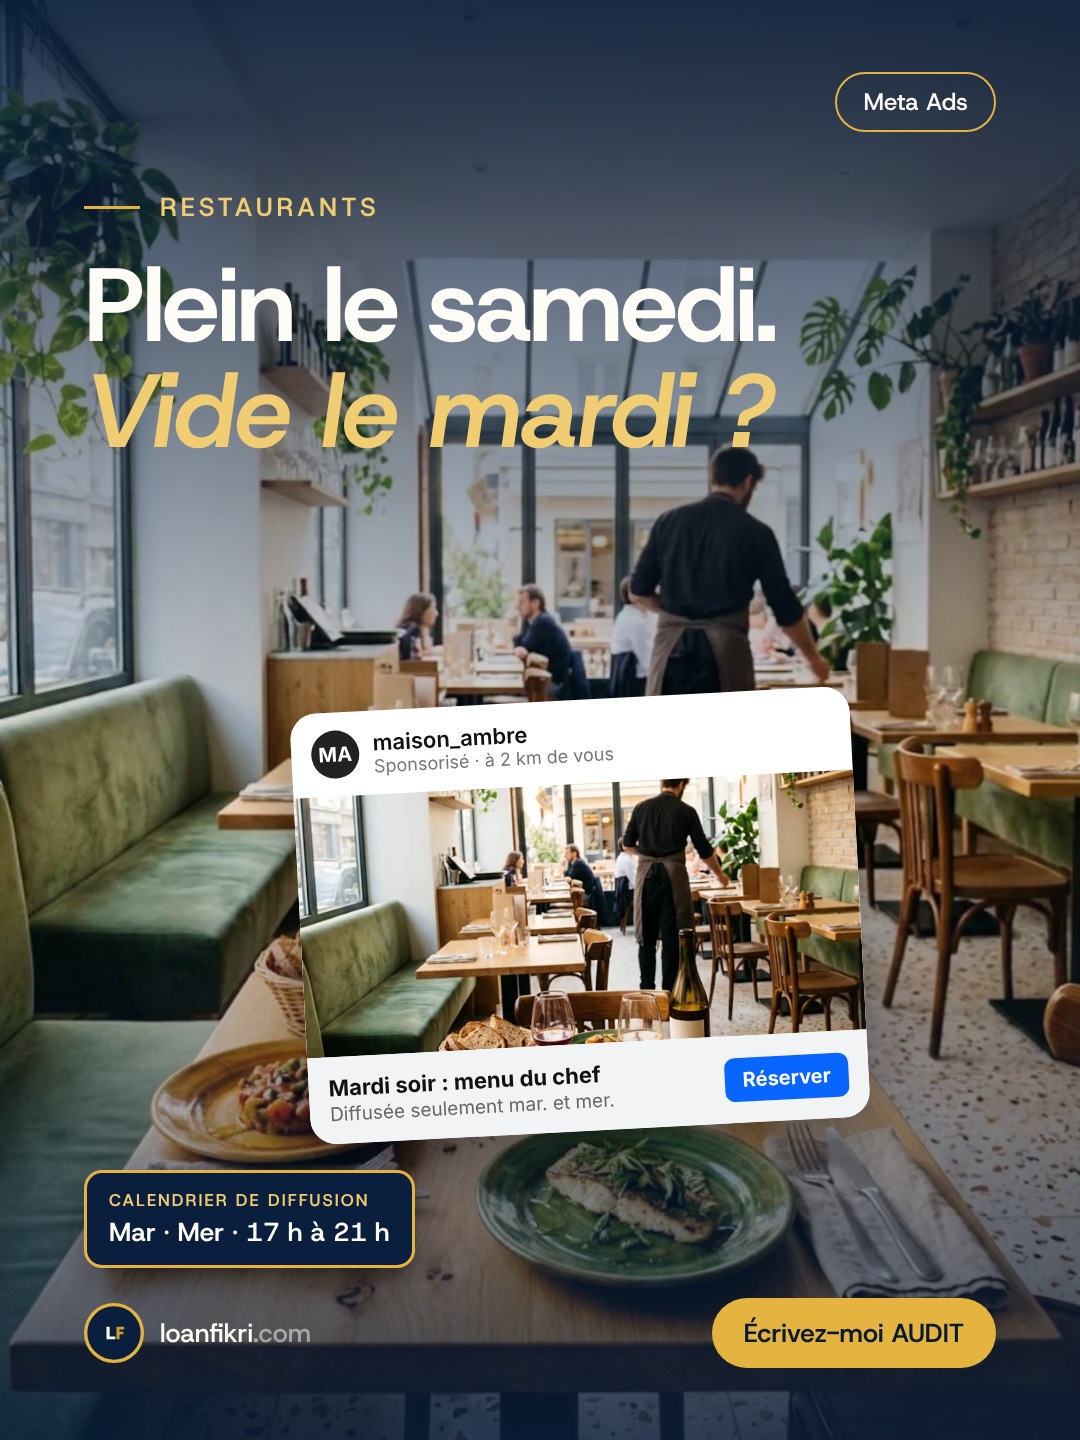 Meta Ads
RESTAURANTS
Plein le samedi.
Vide le mardi ?
MA
maison_ambre
Sponsorisé · à 2 km de vous
Mardi soir : menu du chef
Diffusée seulement mar. et mer.
Réserver
CALENDRIER DE DIFFUSION
Mar · Mer · 17 h à 21 h
LF
loanfikri.com
Écrivez-moi AUDIT